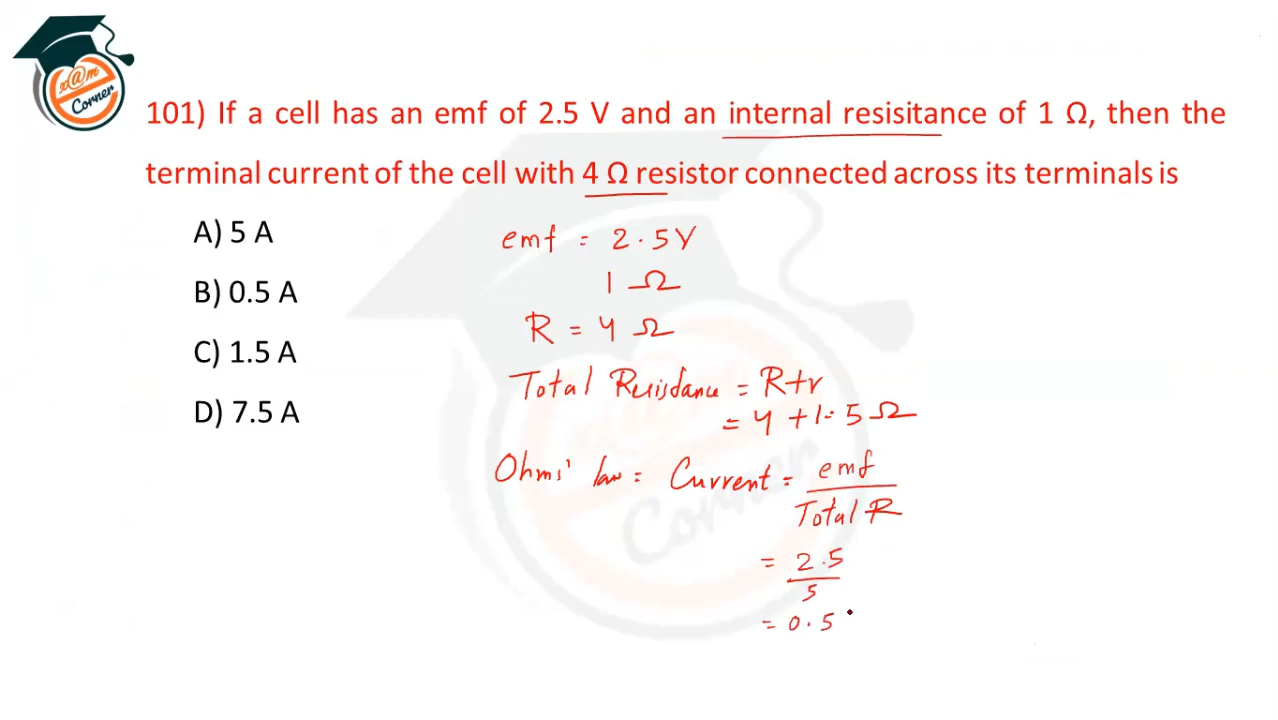 x@m
Corner
101) If a cell has an emf of 2.5 V and an internal resisitance of 1 Ω, then the
terminal current of the cell with 4 Ω resistor connected across its terminals is
A) 5 A
B) 0.5 A
C) 1.5 A
D) 7.5 A
emf = 2.5V
1 Ω
R = 4 Ω
Total Resistance = R+r
= 4 + 1 = 5 Ω
Ohms' law = Current = emf
Total R
= 2.5
5
= 0.5